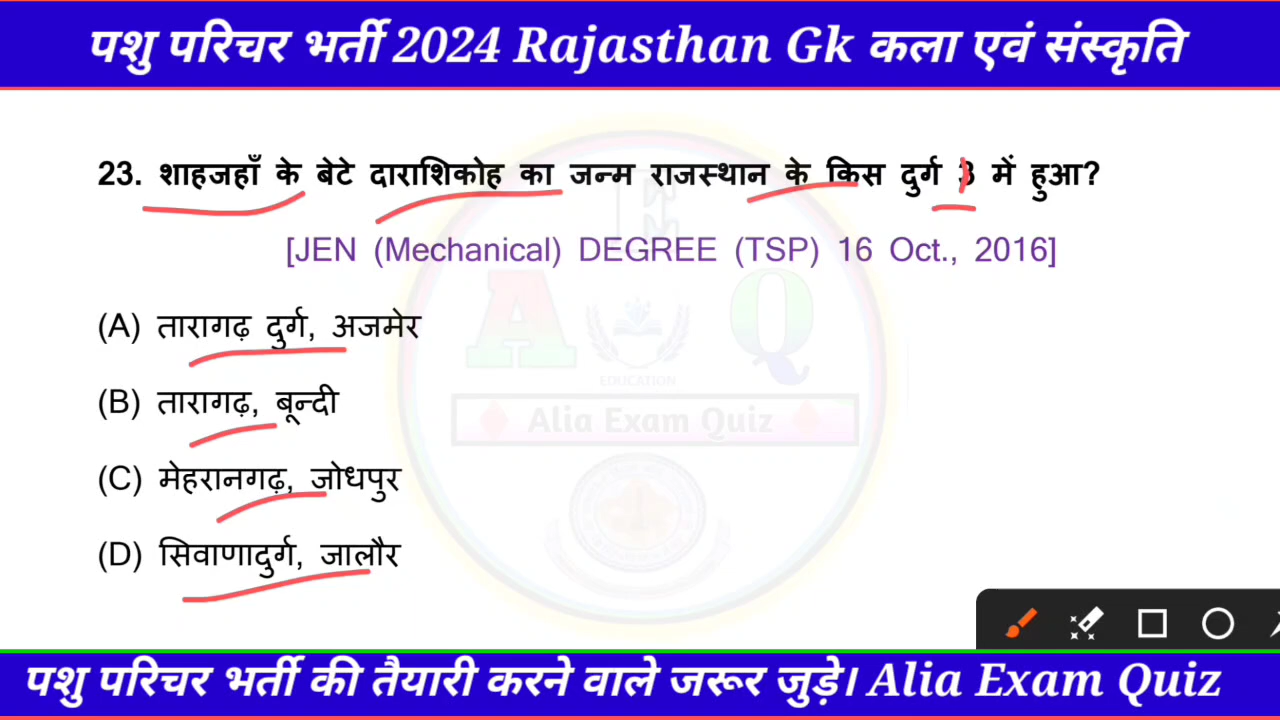 पशु परिचर भर्ती 2024 Rajasthan Gk कला एवं संस्कृति
23. शाहजहाँ के बेटे दाराशिकोह का जन्म राजस्थान के किस दुर्ग 3 में हुआ?
[JEN (Mechanical) DEGREE (TSP) 16 Oct., 2016]
(A) तारागढ़ दुर्ग, अजमेर
(B) तारागढ़, बून्दी
(C) मेहरानगढ़, जोधपुर
(D) सिवाणादुर्ग, जालौर
E
A Q
EDUCATION
Alia Exam Quiz
पशु परिचर भर्ती की तैयारी करने वाले जरूर जुड़े। Alia Exam Quiz